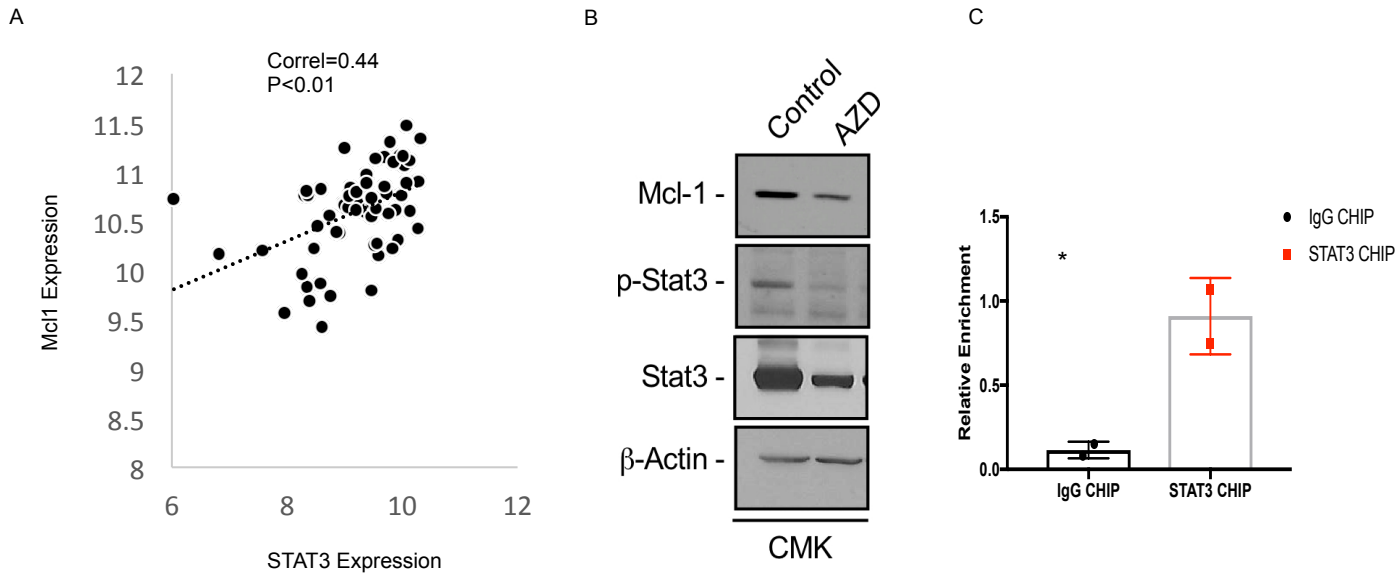 A
Correl=0.44
P<0.01
12
11.5
11
10.5
10
9.5
9
8.5
8
Mcl1 Expression
6
8
10
12
STAT3 Expression
B
Control
AZD
Mcl-1 -
p-Stat3 -
Stat3 -
β-Actin -
CMK
C
1.5
1.0
0.5
0.0
Relative Enrichment
*
IgG CHIP
STAT3 CHIP
IgG CHIP
STAT3 CHIP